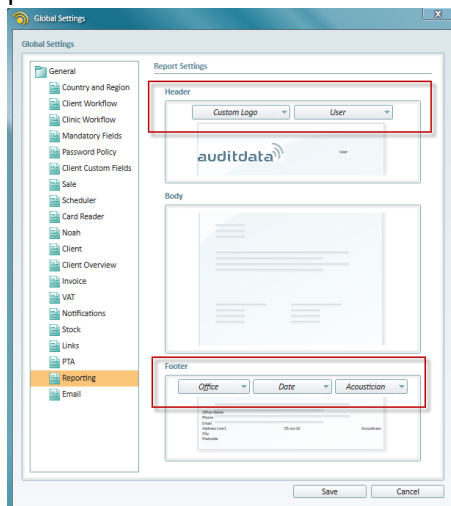 Global Settings
Global Settings
General
Country and Region
Client Workflow
Clinic Workflow
Mandatory Fields
Password Policy
Client Custom Fields
Sale
Scheduler
Card Reader
Noah
Client
Client Overview
Invoice
VAT
Notifications
Stock
Links
PTA
Reporting
Email
Report Settings
Header
Custom Logo
User
auditdata
User
Body
Footer
Office
Date
Acoustician
Office Name
Phone
Email
Address Line1
City
Postcode
Acoustician
Save
Cancel